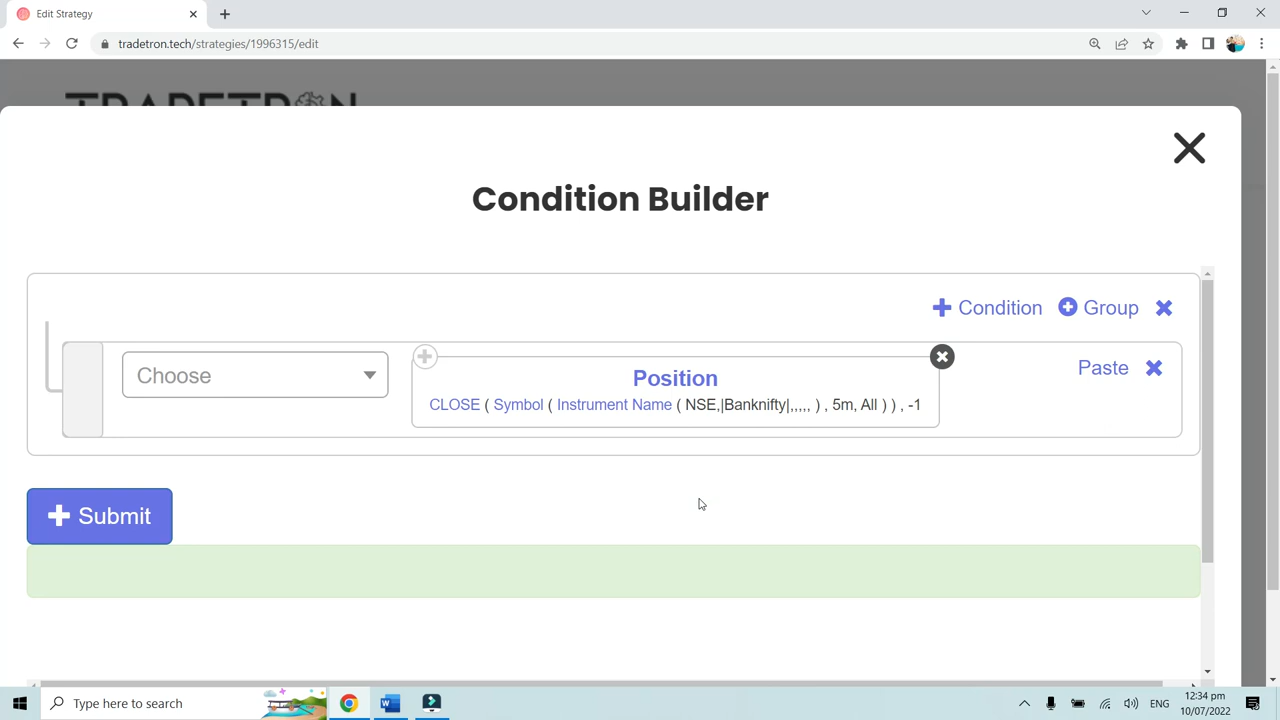 Edit Strategy
tradetron.tech/strategies/1996315/edit
TRADETRON
Condition Builder
Condition Group
Choose
Position
CLOSE ( Symbol ( Instrument Name ( NSE,|Banknifty|,,,,, ) , 5m, All ) ) , -1
Paste
Submit
Type here to search
W
ENG
12:34 pm
10/07/2022